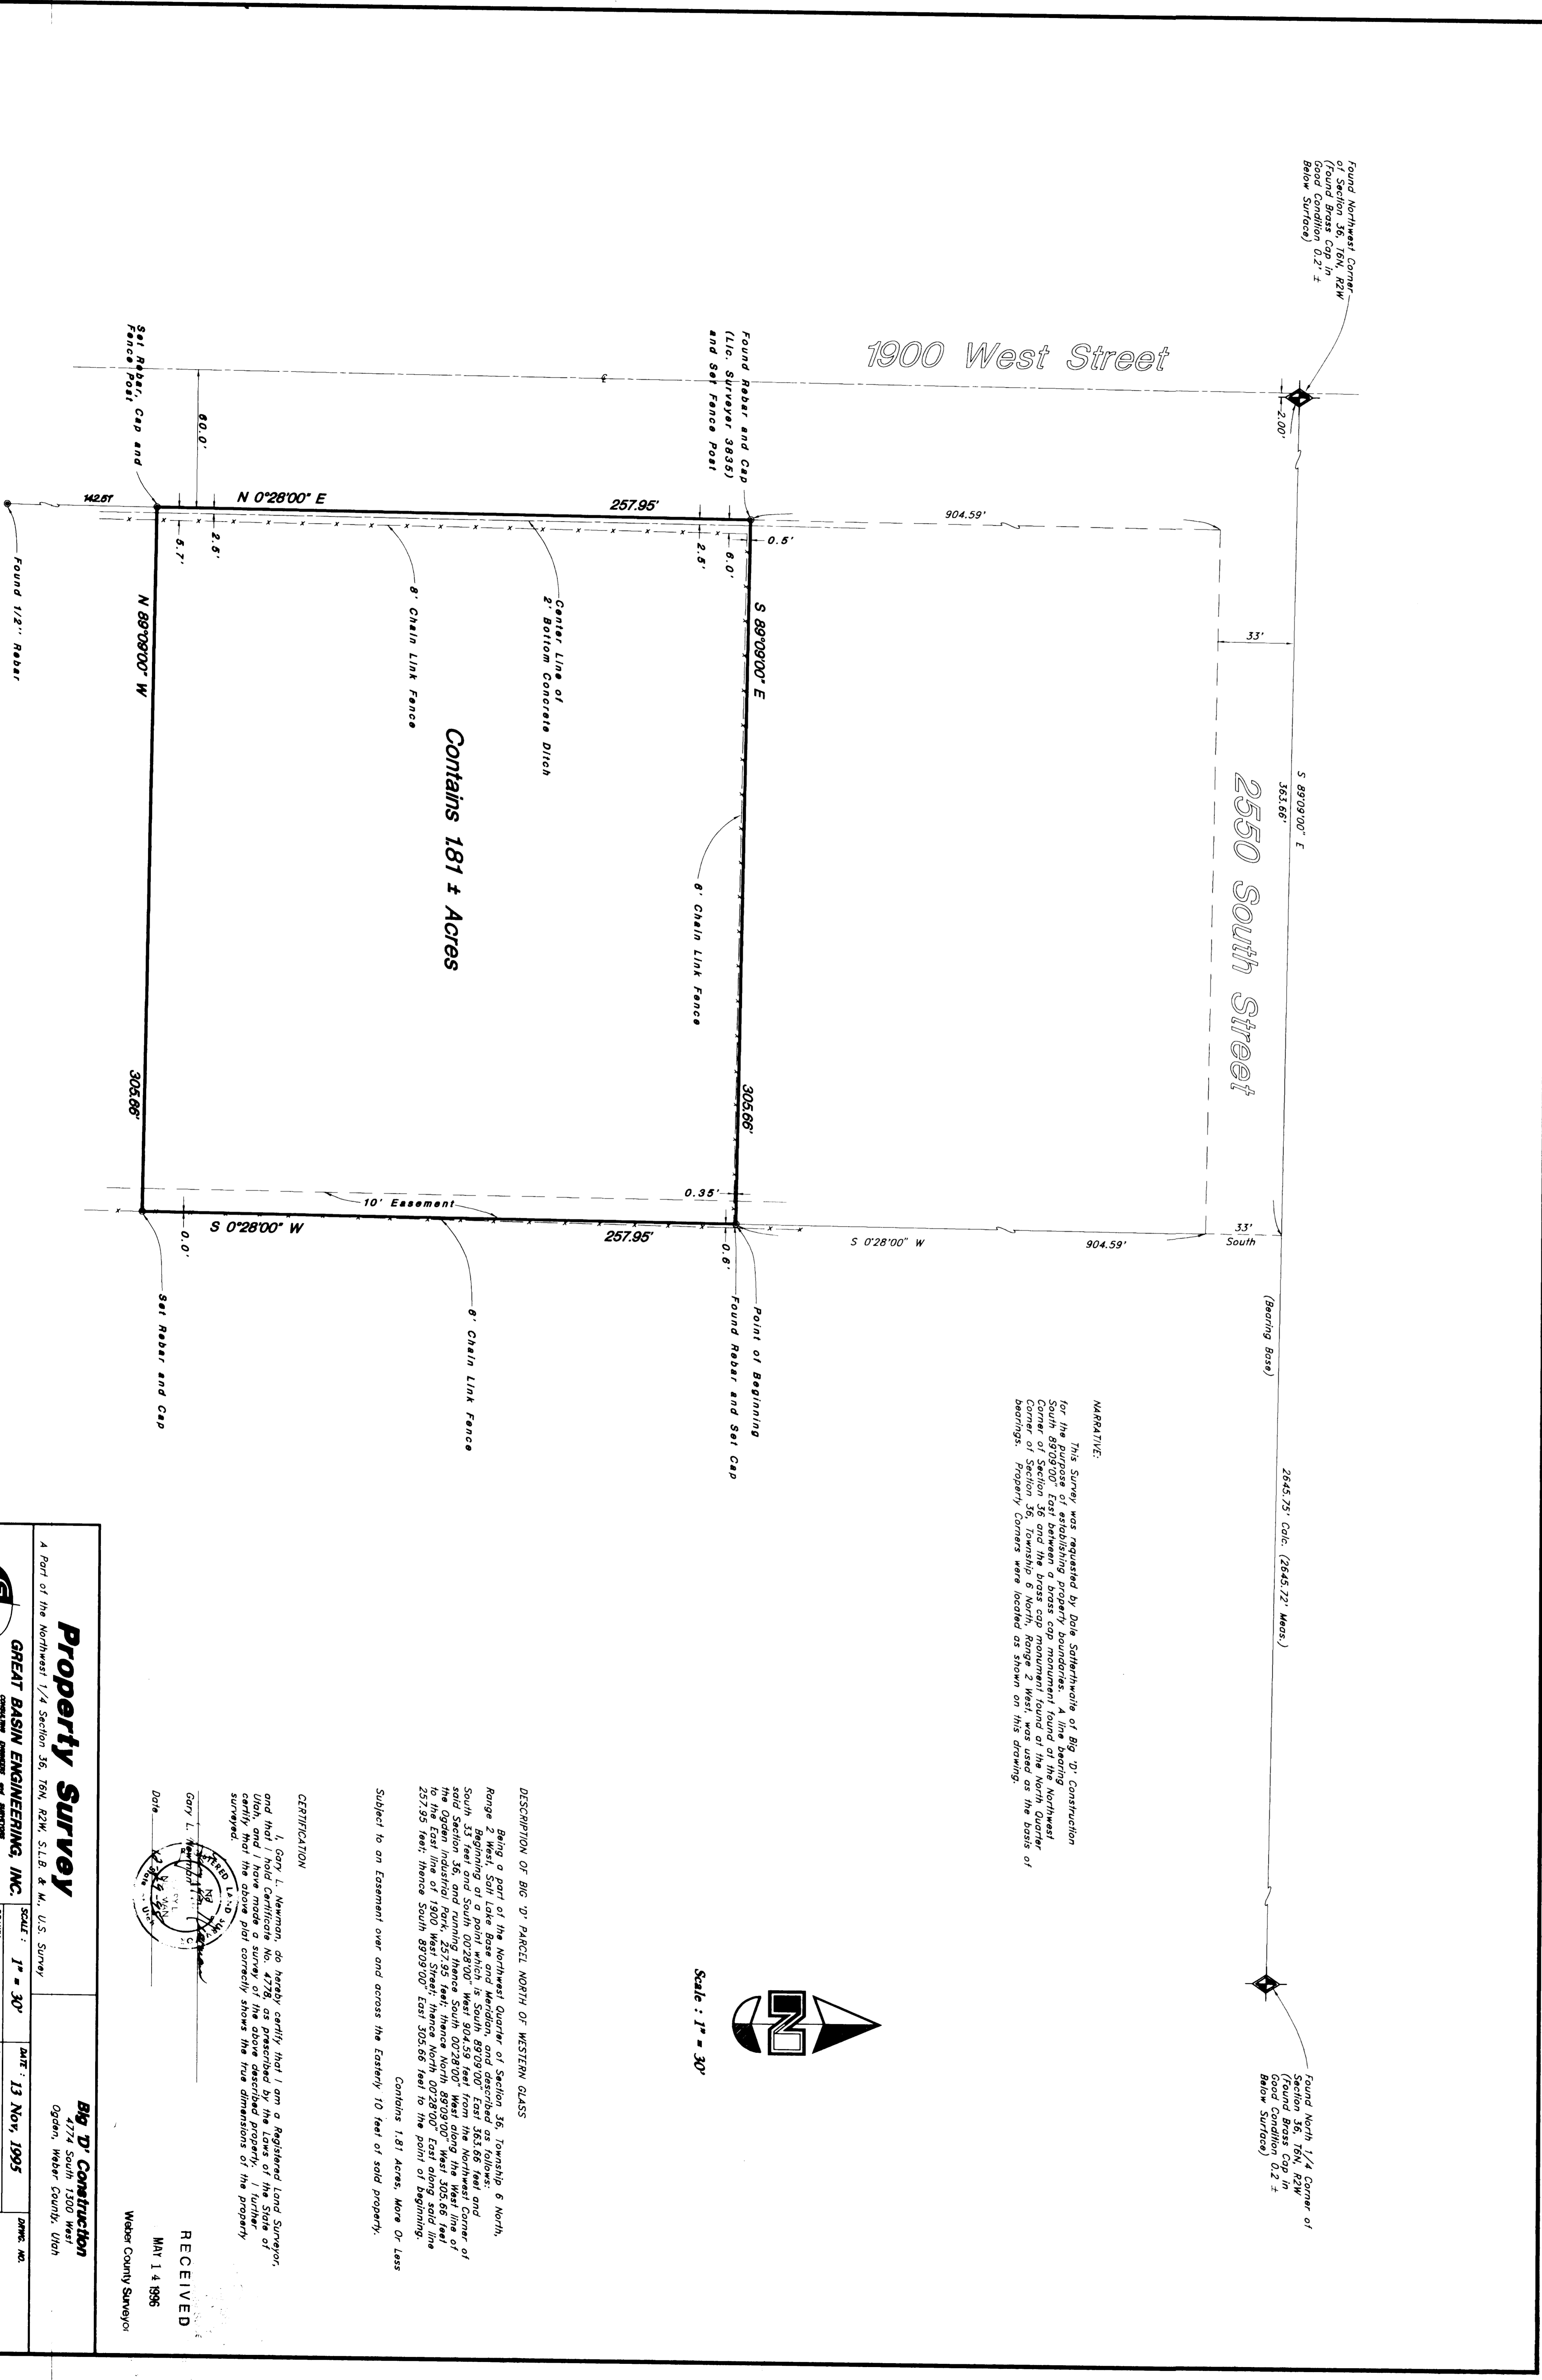 Found Northwest Corner
of Section 36, T6N, R2W
(Found Brass Cap in
Good Condition 0.2' ±
Below Surface)
2.00'
S 89°09'00" E
363.66'
2645.75' Calc. (2645.72' Meas.)
(Bearing Base)
Found North 1/4 Corner of
Section 36, T6N, R2W
(Found Brass Cap in
Good Condition 0.2 ±
Below Surface)
33'
2550 South Street
33'
South
1900 West Street
904.59'
S 0°28'00" W
904.59'
NARRATIVE:
This Survey was requested by Dale Satterthwaite of Big 'D' Construction
for the purpose of establishing property boundaries. A line bearing
South 89°09'00" East between a brass cap monument found at the Northwest
Corner of Section 36 and the brass cap monument found at the North Quarter
Corner of Section 36, Township 6 North, Range 2 West, was used as the basis of
bearings. Property Corners were located as shown on this drawing.
N
Scale : 1" = 30'
Found Rebar and Cap
(Lic. Surveyor 3835)
and Set Fence Post
0.5'
6.0'
2.5'
S 89°09'00" E
305.66'
8' Chain Link Fence
0.35'
0.6'
Point of Beginning
Found Rebar and Set Cap
257.95'
N 0°28'00" E
Center Line of
2' Bottom Concrete Ditch
8' Chain Link Fence
Contains 1.81 ± Acres
10' Easement
257.95'
S 0°28'00" W
6' Chain Link Fence
60.0'
2.5'
5.7'
0.0'
Set Rebar, Cap and
Fence Post
N 89°09'00" W
305.66'
Set Rebar and Cap
142.51'
Found 1/2" Rebar
DESCRIPTION OF BIG 'D' PARCEL NORTH OF WESTERN GLASS
Being a part of the Northwest Quarter of Section 36, Township 6 North,
Range 2 West, Salt Lake Base and Meridian, and described as follows:
Beginning at a point which is South 89°09'00" East 363.66 feet and
South 33 feet and South 00°28'00" West 904.59 feet from the Northwest Corner of
said Section 36, and running thence South 00°28'00" West along the West line of
the Ogden Industrial Park, 257.95 feet; thence North 89°09'00" West 305.66 feet
to the East line of 1900 West Street; thence North 00°28'00" East along said line
257.95 feet; thence South 89°09'00" East 305.66 feet to the point of beginning.
Contains 1.81 Acres, More Or Less
Subject to an Easement over and across the Easterly 10 feet of said property.
CERTIFICATION
I, Gary L. Newman, do hereby certify that I am a Registered Land Surveyor,
and that I hold Certificate No. 4778, as prescribed by the Laws of the State of
Utah, and I have made a survey of the above described property. I further
certify that the above plat correctly shows the true dimensions of the property
surveyed.
Gary L. Newman
Date
RECEIVED
MAY 14 1996
Weber County Surveyor
Property Survey
A Part of the Northwest 1/4 Section 36, T6N, R2W, S.L.B. & M., U.S. Survey
Big 'D' Construction
4774 South 1300 West
Ogden, Weber County, Utah
GREAT BASIN ENGINEERING, INC.
CONSULTING ENGINEERS and SURVEYORS
SCALE : 1" = 30'
DATE : 13 Nov, 1995
DRWG. NO.